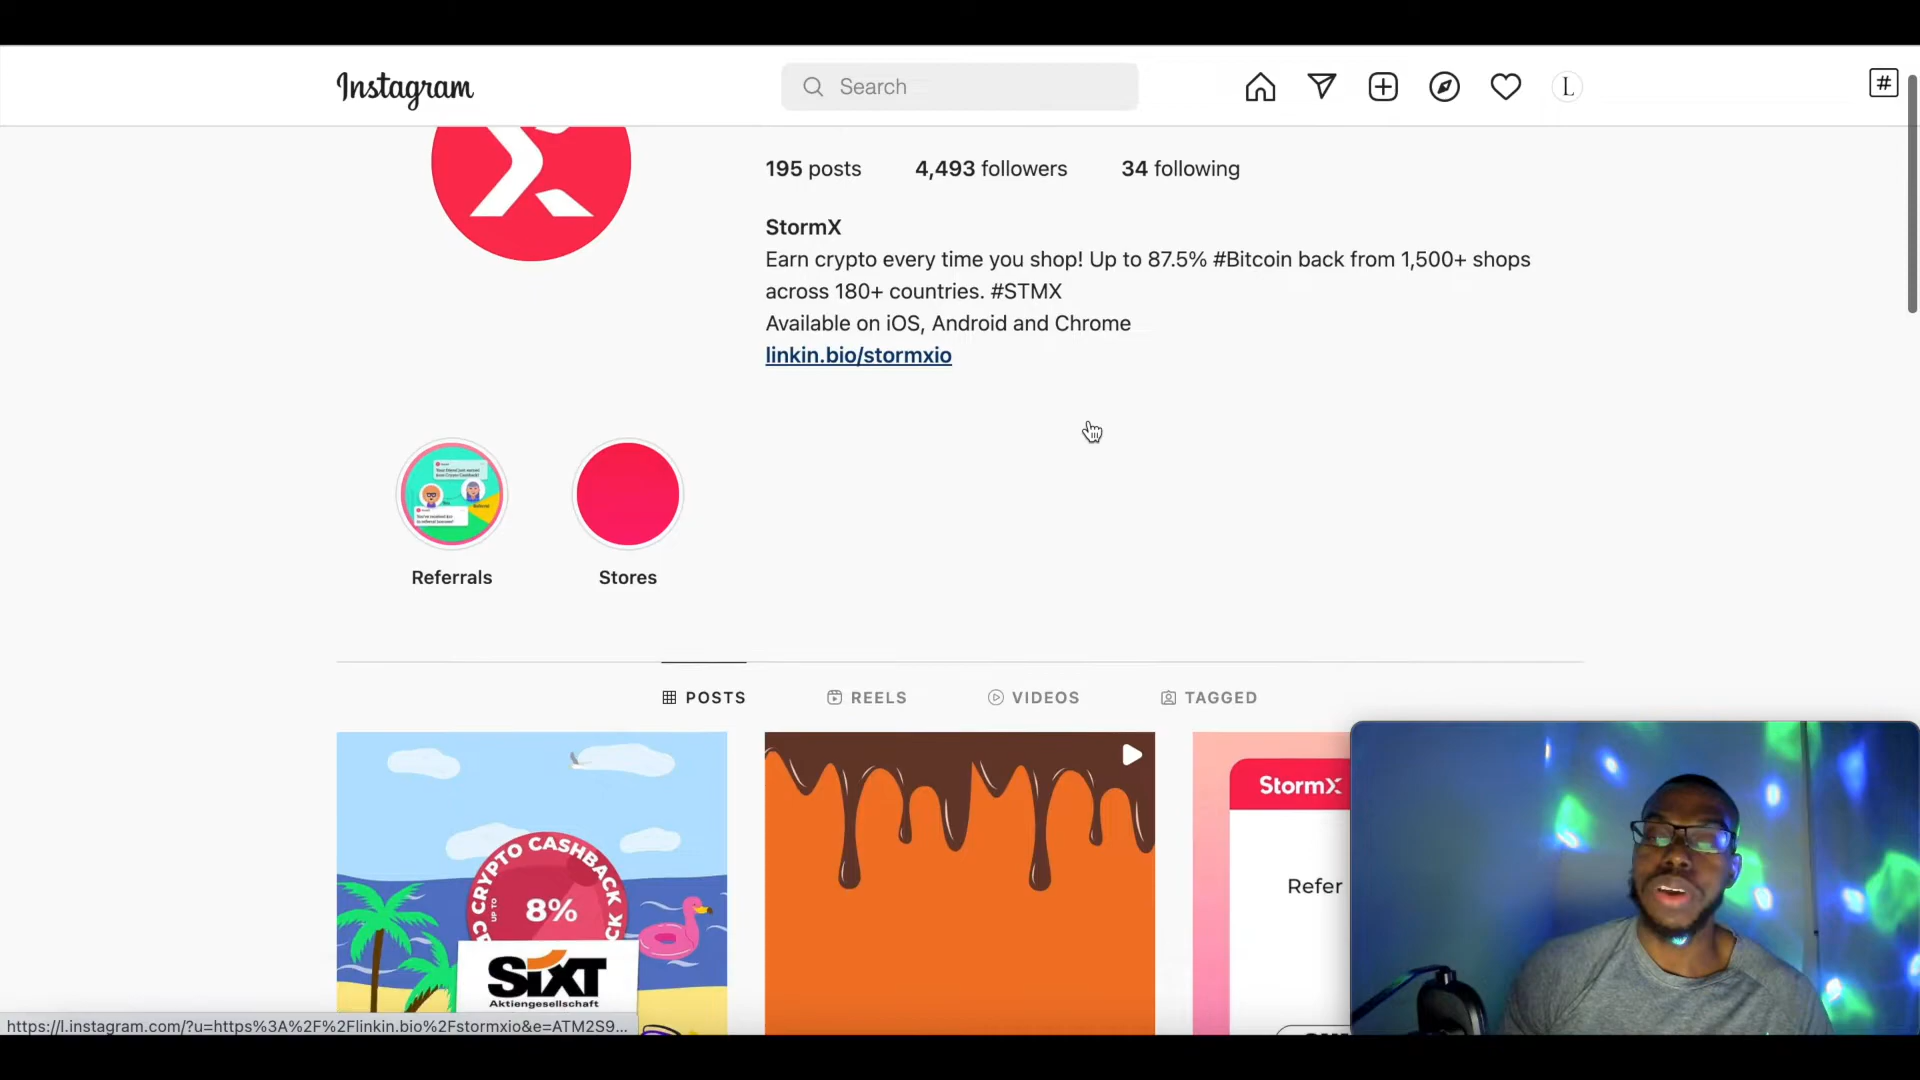 Instagram
Search
L
#
195 posts 4,493 followers 34 following
StormX
Earn crypto every time you shop! Up to 87.5% #Bitcoin back from 1,500+ shops
across 180+ countries. #STMX
Available on iOS, Android and Chrome
linkin.bio/stormxio
Referrals Stores
POSTS REELS VIDEOS TAGGED
CRYPTO CASHBACK
UP TO
8%
SIXT
Aktiengesellschaft
StormX
Refer
https://l.instagram.com/?u=https%3A%2F%2Flinkin.bio%2Fstormxio&e=ATM2S9...